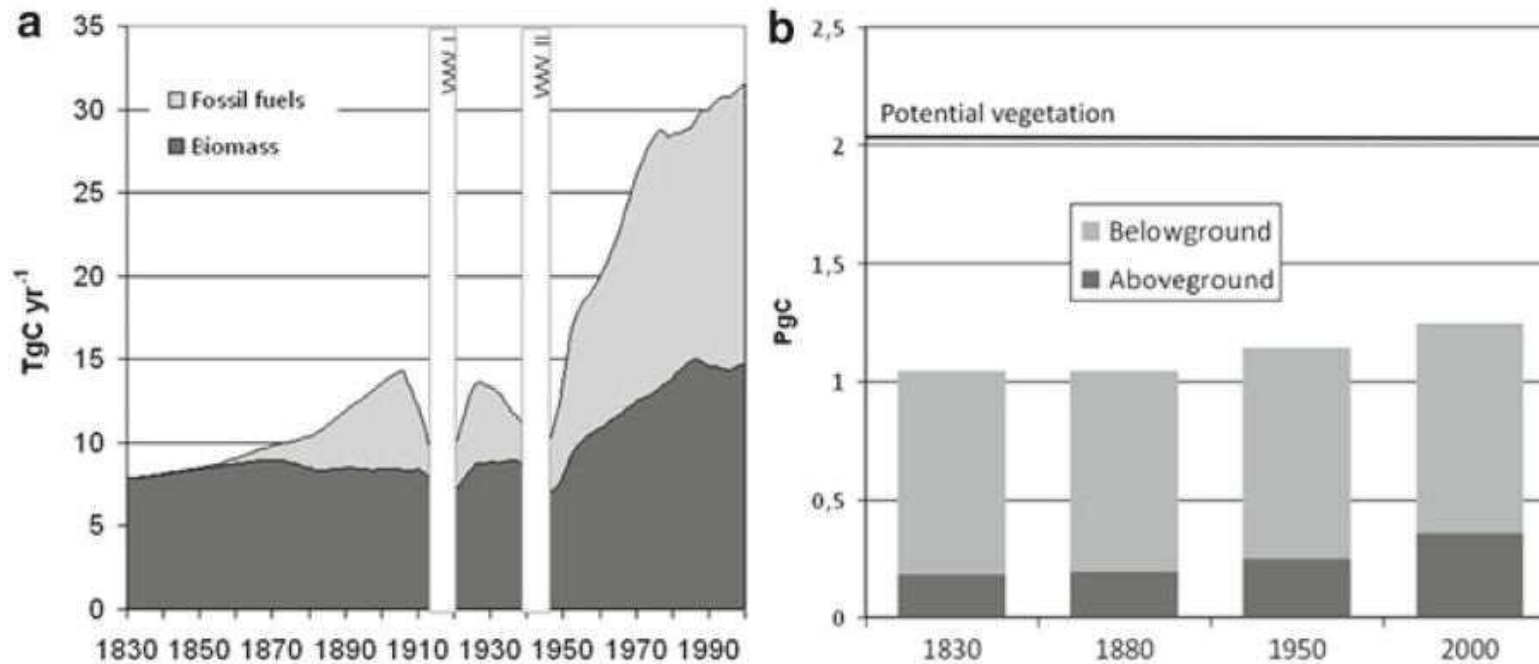 a
35
30
25
20
15
10
5
0
TgC yr-1
Fossil fuels
Biomass
WW I
WW II
1830 1850 1870 1890 1910 1930 1950 1970 1990
b
2,5
2
1,5
1
0,5
0
PgC
Potential vegetation
Belowground
Aboveground
1830 1880 1950 2000